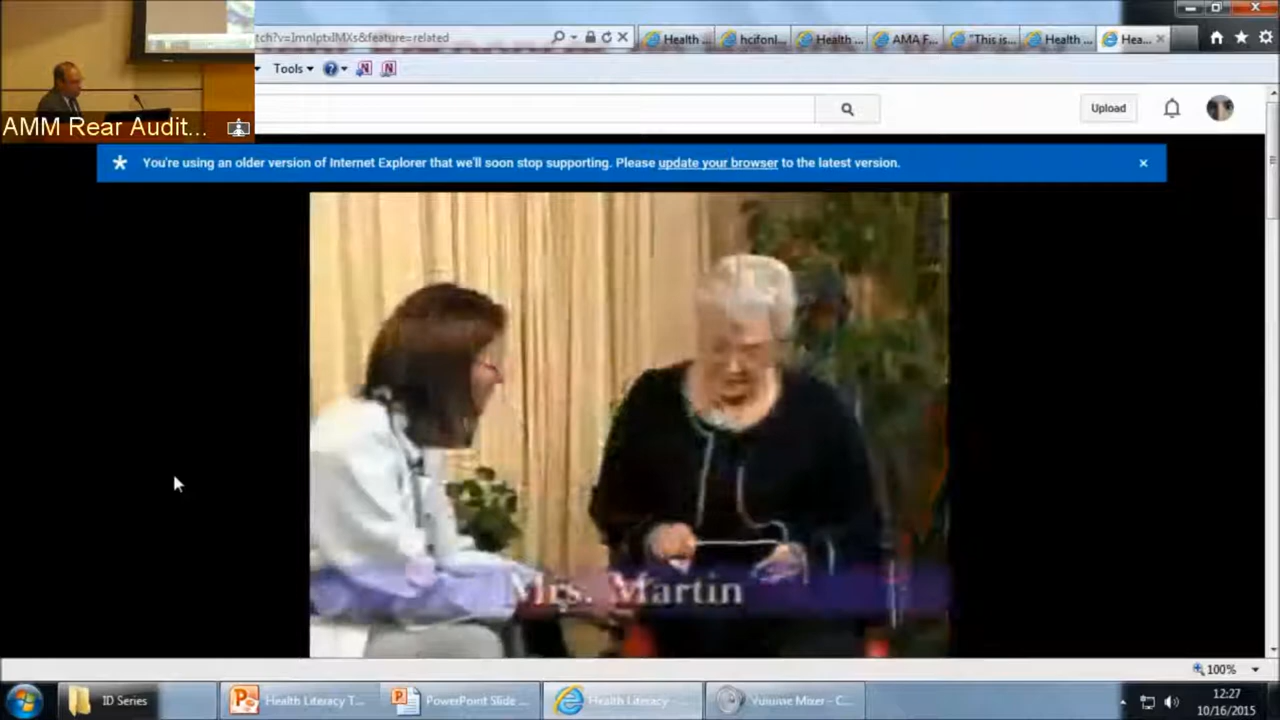 tch?v=ImnlptxIMXs&feature=related
Health ...
hcifonl...
Health ...
AMA F...
"This is...
Health ...
Hea...
Tools
AMM Rear Audit...
Upload
You're using an older version of Internet Explorer that we'll soon stop supporting. Please update your browser to the latest version.
Mrs. Martin
100%
ID Series
Health Literacy T...
PowerPoint Slide ...
Health Literacy - ...
Volume Mixer - C...
12:27
10/16/2015